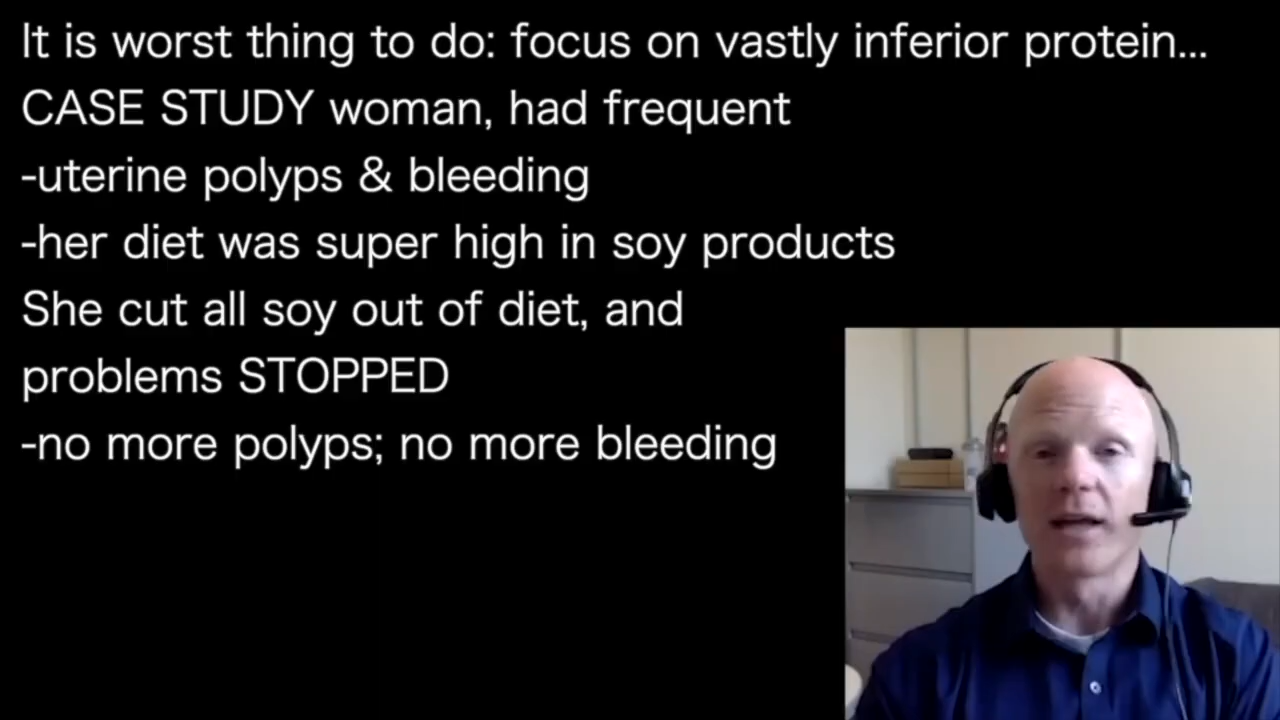 It is worst thing to do: focus on vastly inferior protein...
CASE STUDY woman, had frequent
-uterine polyps & bleeding
-her diet was super high in soy products
She cut all soy out of diet, and
problems STOPPED
-no more polyps; no more bleeding